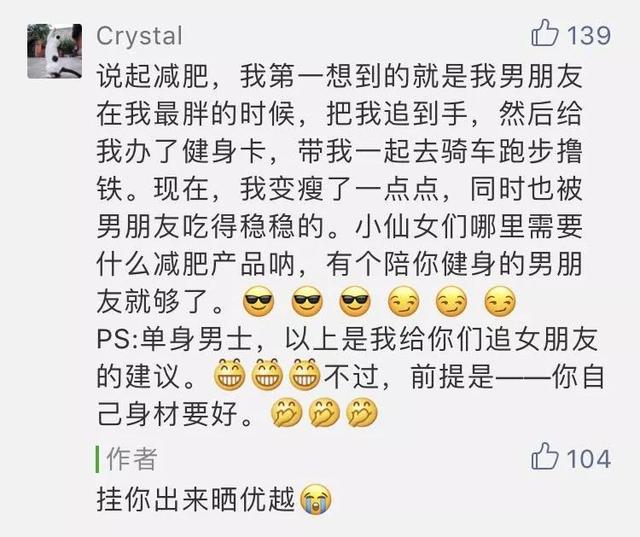 Crystal 139
说起减肥，我第一想到的就是我男朋友
在我最胖的时候，把我追到手，然后给
我办了健身卡，带我一起去骑车跑步撸
铁。现在，我变瘦了一点点，同时也被
男朋友吃得稳稳的。小仙女们哪里需要
什么减肥产品呐，有个陪你健身的男朋
友就够了。😎😎😎😏😏😏
PS:单身男士，以上是我给你们追女朋友
的建议。😁😁😁不过，前提是——你自
己身材要好。🤭🤭🤭
作者 104
挂你出来晒优越😭